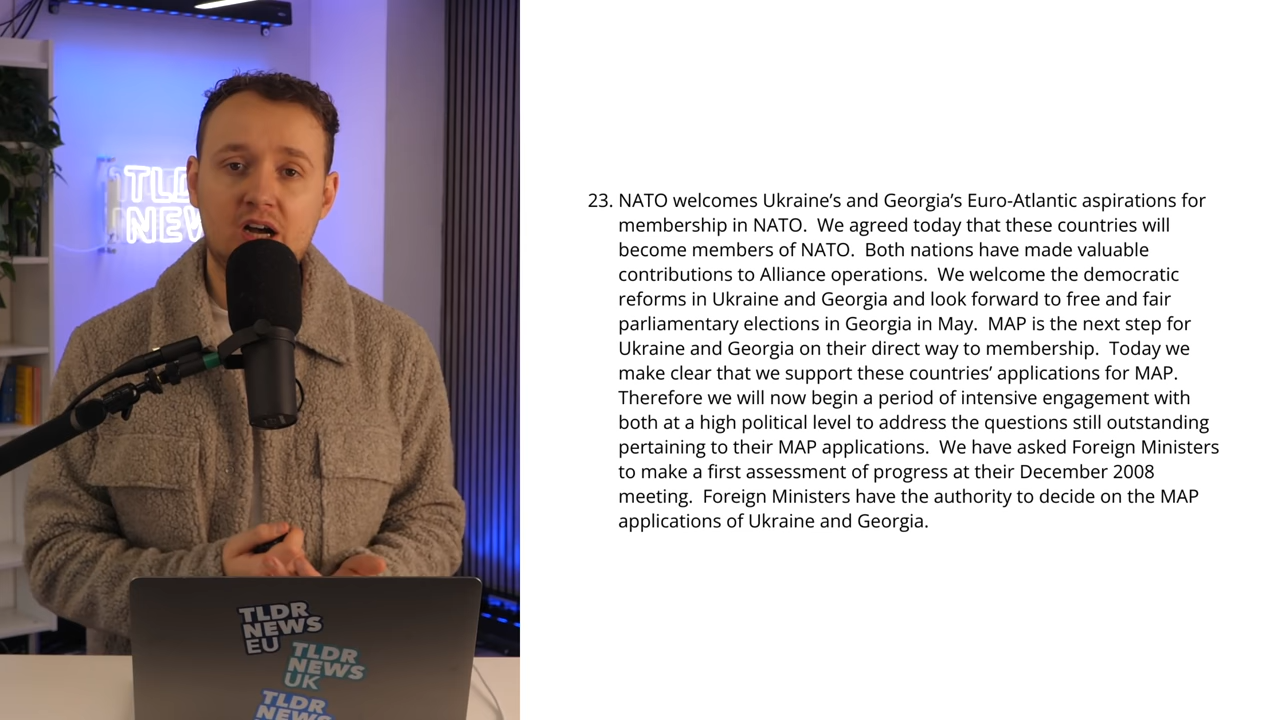 TLD
NEW
23. NATO welcomes Ukraine’s and Georgia’s Euro-Atlantic aspirations for
membership in NATO.  We agreed today that these countries will
become members of NATO.  Both nations have made valuable
contributions to Alliance operations.  We welcome the democratic
reforms in Ukraine and Georgia and look forward to free and fair
parliamentary elections in Georgia in May.  MAP is the next step for
Ukraine and Georgia on their direct way to membership.  Today we
make clear that we support these countries’ applications for MAP.
Therefore we will now begin a period of intensive engagement with
both at a high political level to address the questions still outstanding
pertaining to their MAP applications.  We have asked Foreign Ministers
to make a first assessment of progress at their December 2008
meeting.  Foreign Ministers have the authority to decide on the MAP
applications of Ukraine and Georgia.
TLDR
NEWS
EU
TLDR
NEWS
UK
TLDR
NEWS